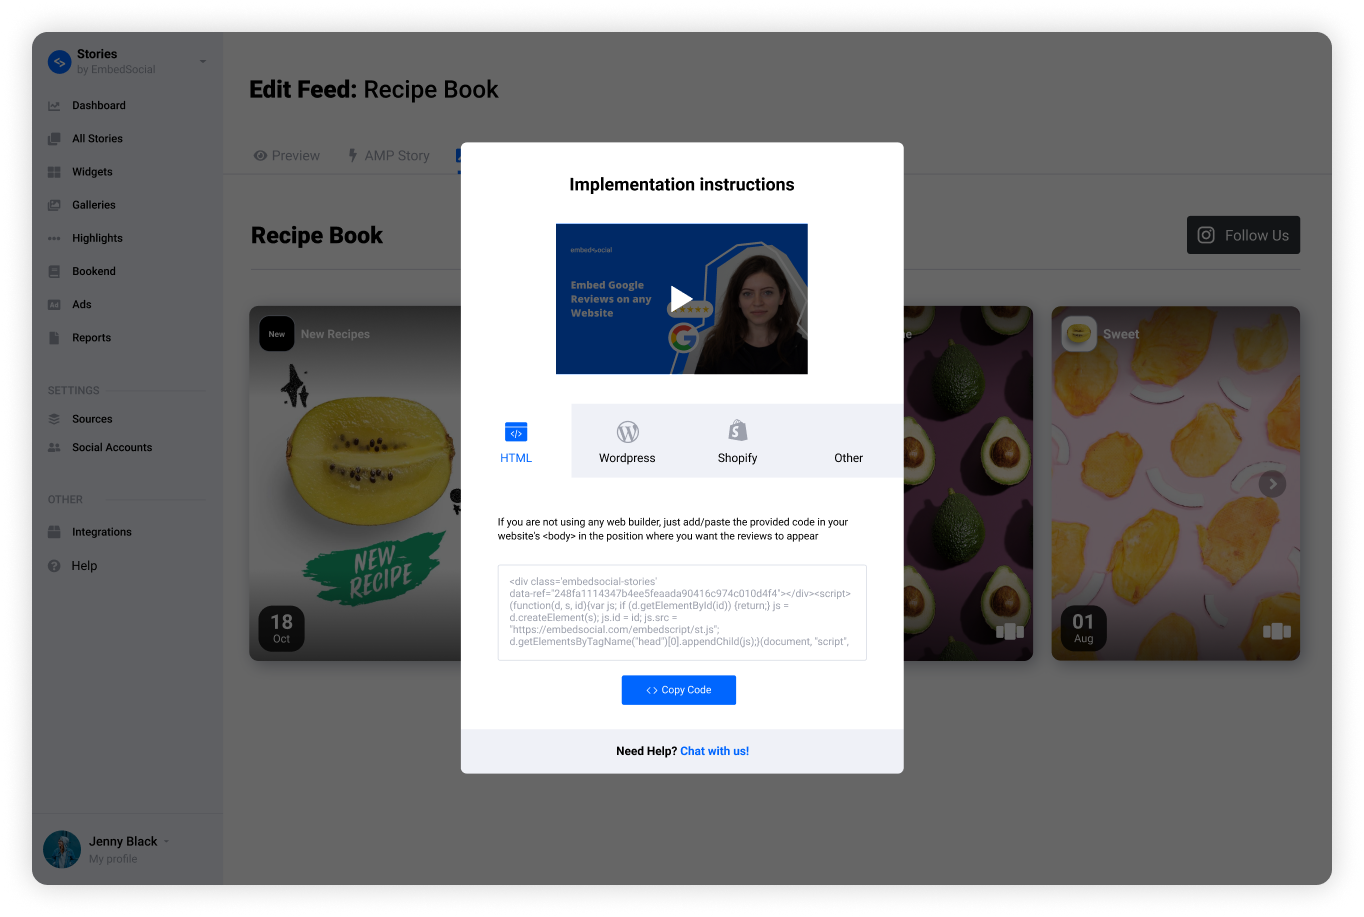 Stories
by EmbedSocial
Dashboard
All Stories
Widgets
Galleries
Highlights
Bookend
Ads
Reports
SETTINGS
Sources
Social Accounts
OTHER
Integrations
Help
Jenny Black
My profile
Edit Feed: Recipe Book
Preview
AMP Story
Recipe Book
Follow Us
New
New Recipes
NEW
RECIPE
18
Oct
Sweet
01
Aug
Implementation instructions
embedsocial
Embed Google
Reviews on any
Website
HTML
Wordpress
Shopify
Other
If you are not using any web builder, just add/paste the provided code in your
website's <body> in the position where you want the reviews to appear
<div class='embedsocial-stories'
data-ref="248fa1114347b4ee5feaada90416c974c010d4f4"></div><script>
(function(d, s, id){var js; if (d.getElementById(id)) {return;} js =
d.createElement(s); js.id = id; js.src =
"https://embedsocial.com/embedscript/st.js";
d.getElementsByTagName("head")[0].appendChild(js);}(document, "script",
Copy Code
Need Help? Chat with us!